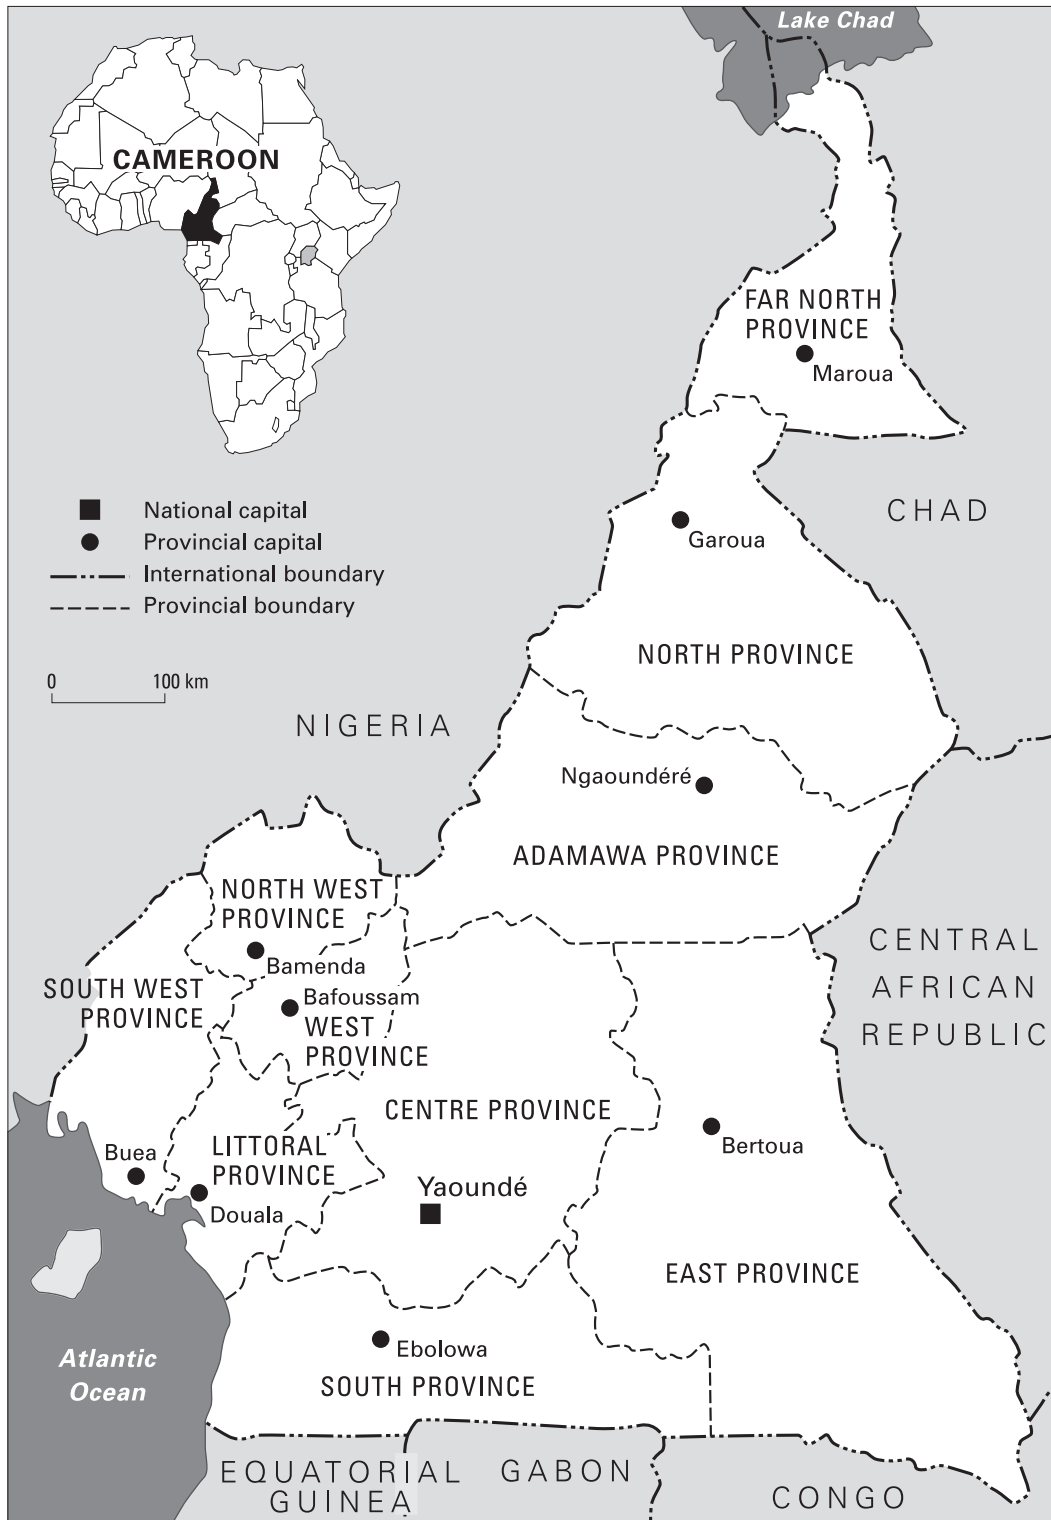 Lake Chad
CAMEROON
FAR NORTH
PROVINCE
Maroua
National capital
Provincial capital
International boundary
Provincial boundary
0 100 km
CHAD
Garoua
NORTH PROVINCE
NIGERIA
Ngaoundéré
ADAMAWA PROVINCE
NORTH WEST
PROVINCE
Bamenda
CENTRAL
AFRICAN
REPUBLIC
SOUTH WEST
PROVINCE
Bafoussam
WEST
PROVINCE
CENTRE PROVINCE
Bertoua
LITTORAL
PROVINCE
Buea
Douala
Yaoundé
EAST PROVINCE
Ebolowa
SOUTH PROVINCE
Atlantic
Ocean
EQUATORIAL
GUINEA
GABON
CONGO